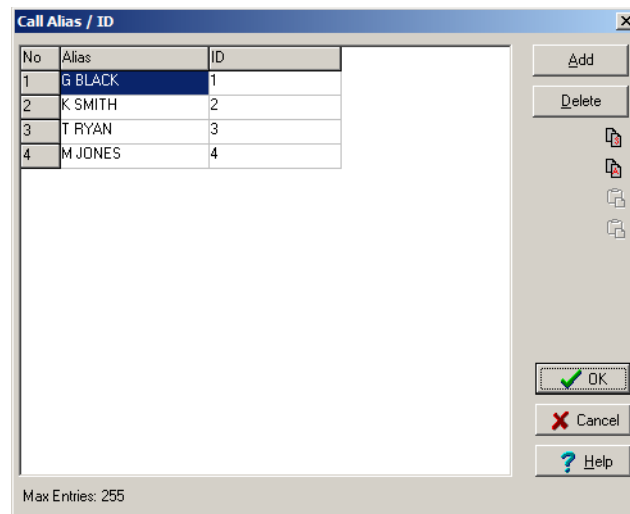 Call Alias / ID
No Alias ID
1 G BLACK 1
2 K SMITH 2
3 T RYAN 3
4 M JONES 4
Add
Delete
OK
Cancel
Help
Max Entries: 255